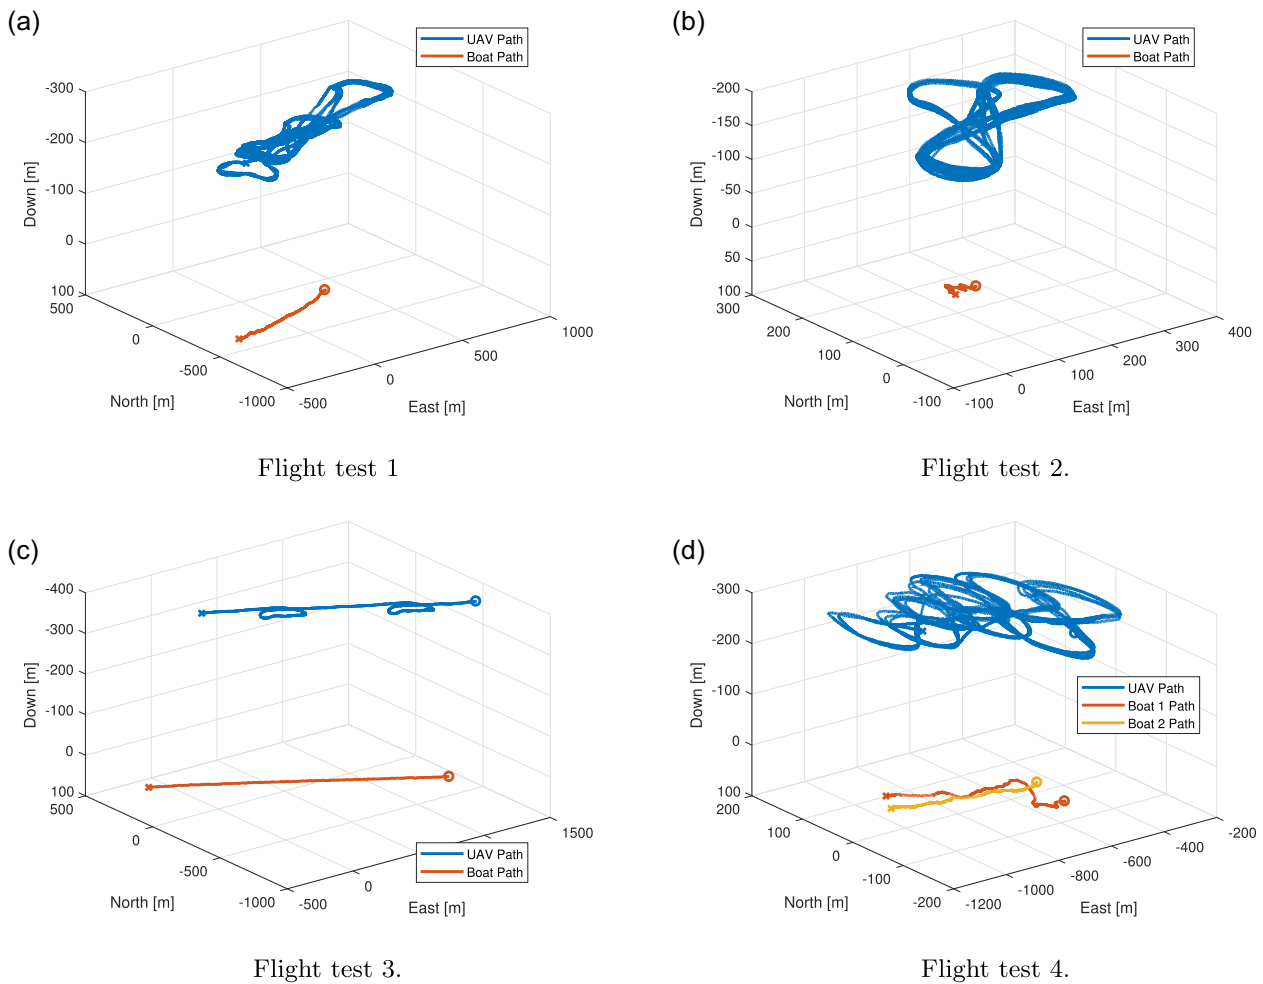 (a)
UAV Path
Boat Path
-300
-200
-100
0
100
Down [m]
500
0
-500
-1000
North [m]
-500
0
500
1000
East [m]
Flight test 1
(b)
UAV Path
Boat Path
-200
-150
-100
-50
0
50
100
Down [m]
300
200
100
0
-100
North [m]
-100
0
100
200
300
400
East [m]
Flight test 2.
(c)
-400
-300
-200
-100
0
100
Down [m]
500
0
-500
-1000
North [m]
-500
0
1500
East [m]
UAV Path
Boat Path
Flight test 3.
(d)
-300
-200
-100
0
100
Down [m]
UAV Path
Boat 1 Path
Boat 2 Path
200
100
0
-100
-200
North [m]
-1200
-1000
-800
-600
-400
-200
East [m]
Flight test 4.